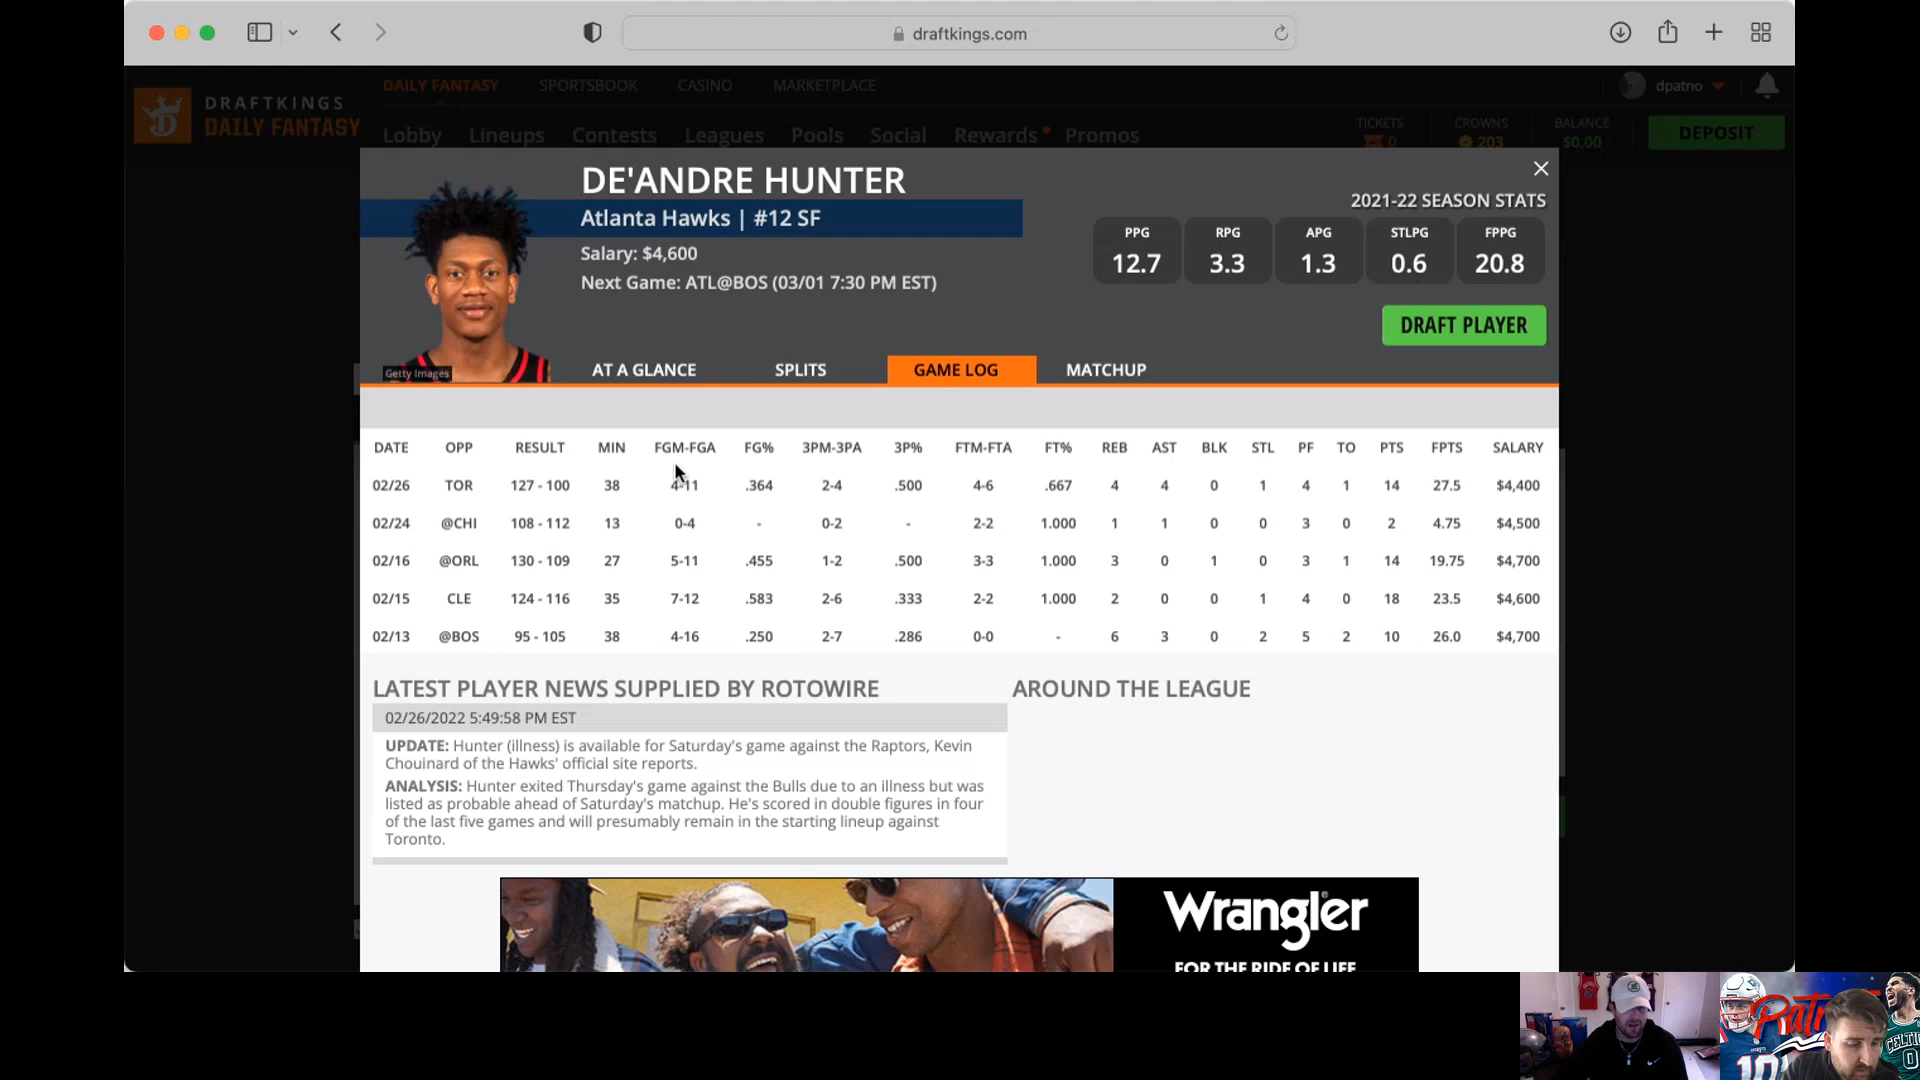 draftkings.com
DAILY FANTASY SPORTSBOOK CASINO MARKETPLACE
dpatno
DRAFTKINGS
DAILY FANTASY
Lobby Lineups Contests Leagues Pools Social Rewards Promos
TICKETS CROWNS BALANCE
0 203 $0.00
DEPOSIT
DE'ANDRE HUNTER
Atlanta Hawks | #12 SF
Salary: $4,600
Next Game: ATL@BOS (03/01 7:30 PM EST)
Getty Images
2021-22 SEASON STATS
PPG RPG APG STLPG FPPG
12.7 3.3 1.3 0.6 20.8
DRAFT PLAYER
AT A GLANCE SPLITS GAME LOG MATCHUP
DATE OPP RESULT MIN FGM-FGA FG% 3PM-3PA 3P% FTM-FTA FT% REB AST BLK STL PF TO PTS FPTS SALARY
02/26 TOR 127 - 100 38 4-11 .364 2-4 .500 4-6 .667 4 4 0 1 4 1 14 27.5 $4,400
02/24 @CHI 108 - 112 13 0-4 - 0-2 - 2-2 1.000 1 1 0 0 3 0 2 4.75 $4,500
02/16 @ORL 130 - 109 27 5-11 .455 1-2 .500 3-3 1.000 3 0 1 0 3 1 14 19.75 $4,700
02/15 CLE 124 - 116 35 7-12 .583 2-6 .333 2-2 1.000 2 0 0 1 4 0 18 23.5 $4,600
02/13 @BOS 95 - 105 38 4-16 .250 2-7 .286 0-0 - 6 3 0 2 5 2 10 26.0 $4,700
LATEST PLAYER NEWS SUPPLIED BY ROTOWIRE
AROUND THE LEAGUE
02/26/2022 5:49:58 PM EST
UPDATE: Hunter (illness) is available for Saturday's game against the Raptors, Kevin
Chouinard of the Hawks' official site reports.
ANALYSIS: Hunter exited Thursday's game against the Bulls due to an illness but was
listed as probable ahead of Saturday's matchup. He's scored in double figures in four
of the last five games and will presumably remain in the starting lineup against
Toronto.
Wrangler
FOR THE RIDE OF LIFE